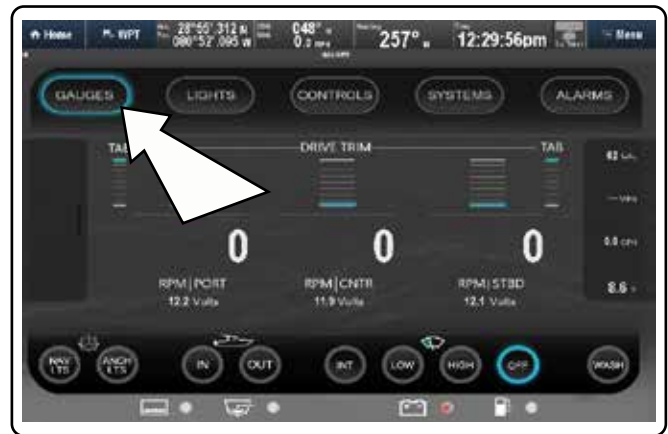 Home WPT 28°55'.312 N 048° 257° 12:29:56pm Menu
080°52'.095 W 0.2
GAUGES LIGHTS CONTROLS SYSTEMS ALARMS
TAB DRIVE TRIM TAB
62
0 0 0 0.0 GPH
RPM|PORT RPM|CNTR RPM|STBD 8.6
12.2 Volts 11.9 Volts 12.1 Volts
NAV LTS ANCH LTS IN OUT INT LOW HIGH OFF WASH